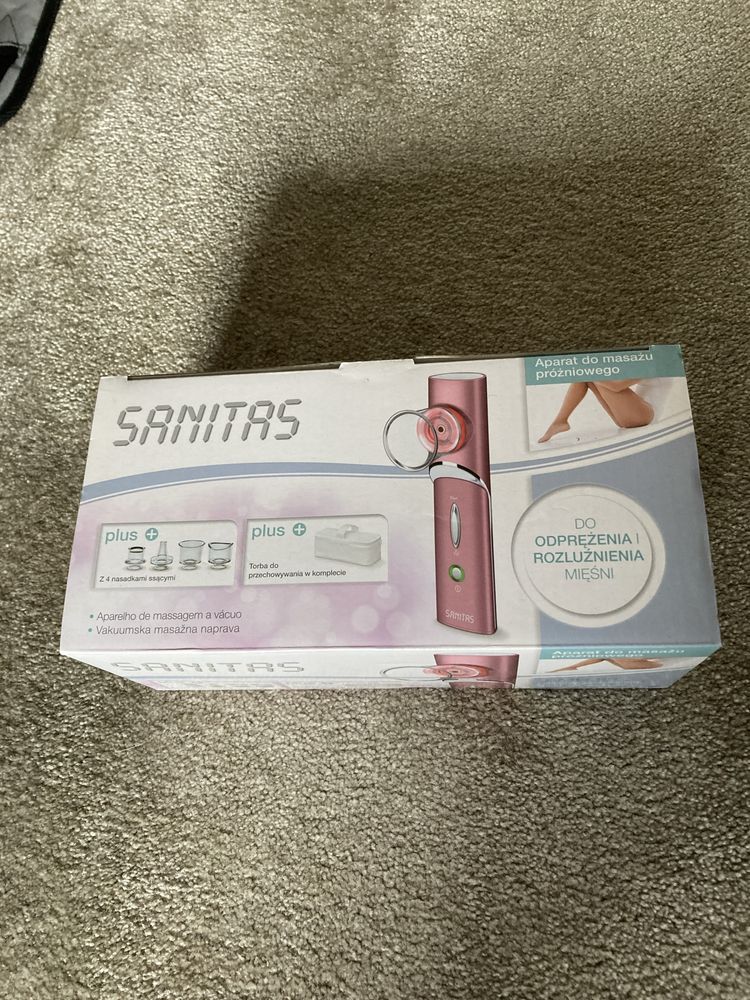 SANITAS
Aparat do masażu
próżniowego
plus +
Z 4 nasadkami ssącymi
plus +
Torba do
przechowywania w komplecie
DO
ODPRĘŻENIA I
ROZLUŹNIENIA
MIĘŚNI
SANITAS
• Aparelho de massagem a vácuo
• Vakuumska masažna naprava
SANITAS
Aparat do masażu
próżniowego